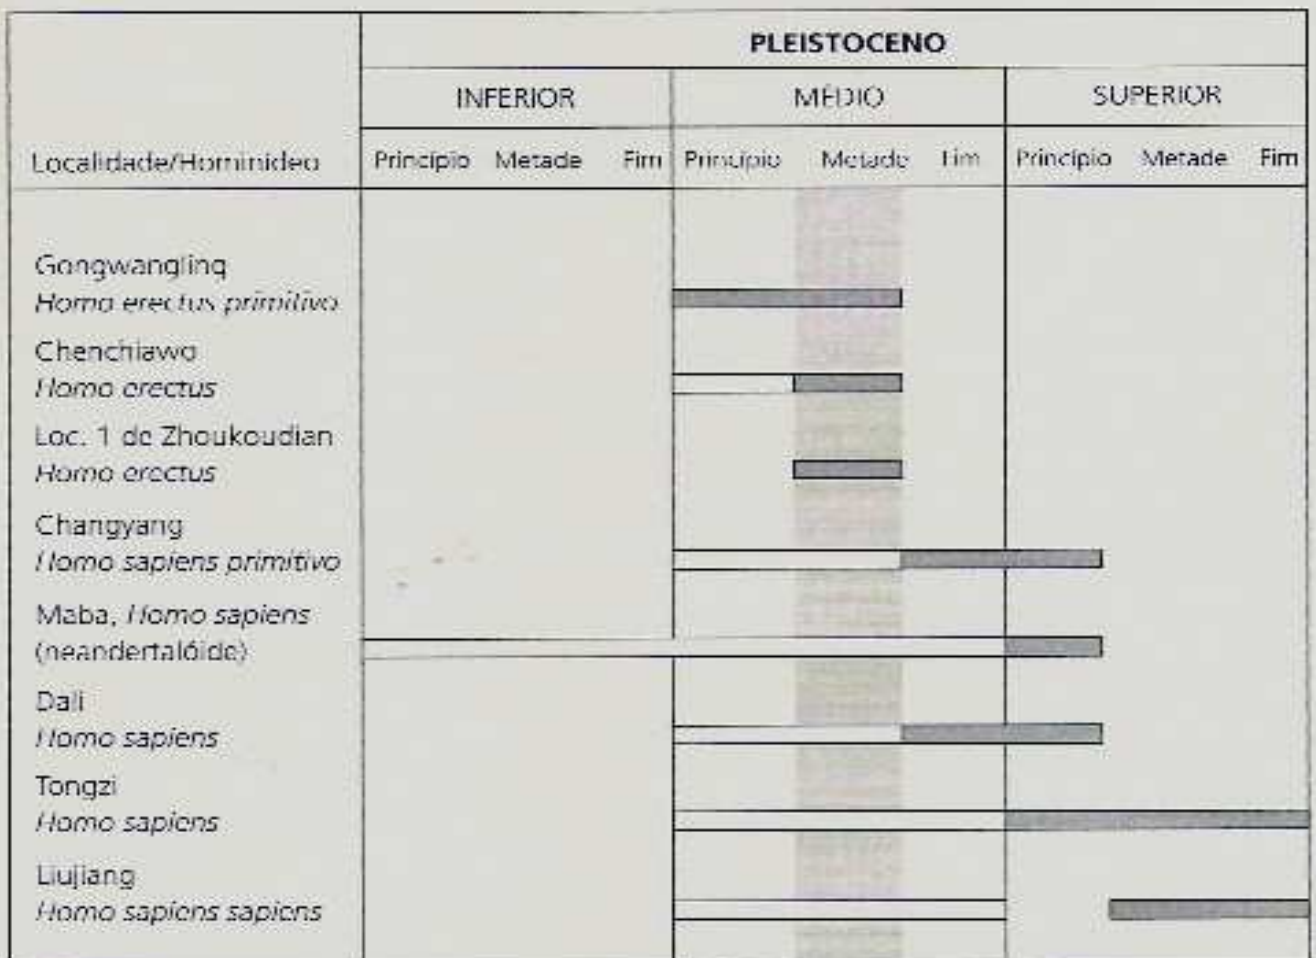 PLEISTOCENO
INFERIOR MÉDIO SUPERIOR
Localidade/Hominídeo Princípio Metade Fim Princípio Metade Fim Princípio Metade Fim
Gongwangling
Homo erectus primitivo
Chenchiawo
Homo erectus
Loc. 1 de Zhoukoudian
Homo erectus
Changyang
Homo sapiens primitivo
Maba, Homo sapiens
(neandertalóide)
Dali
Homo sapiens
Tongzi
Homo sapiens
Liujiang
Homo sapiens sapiens